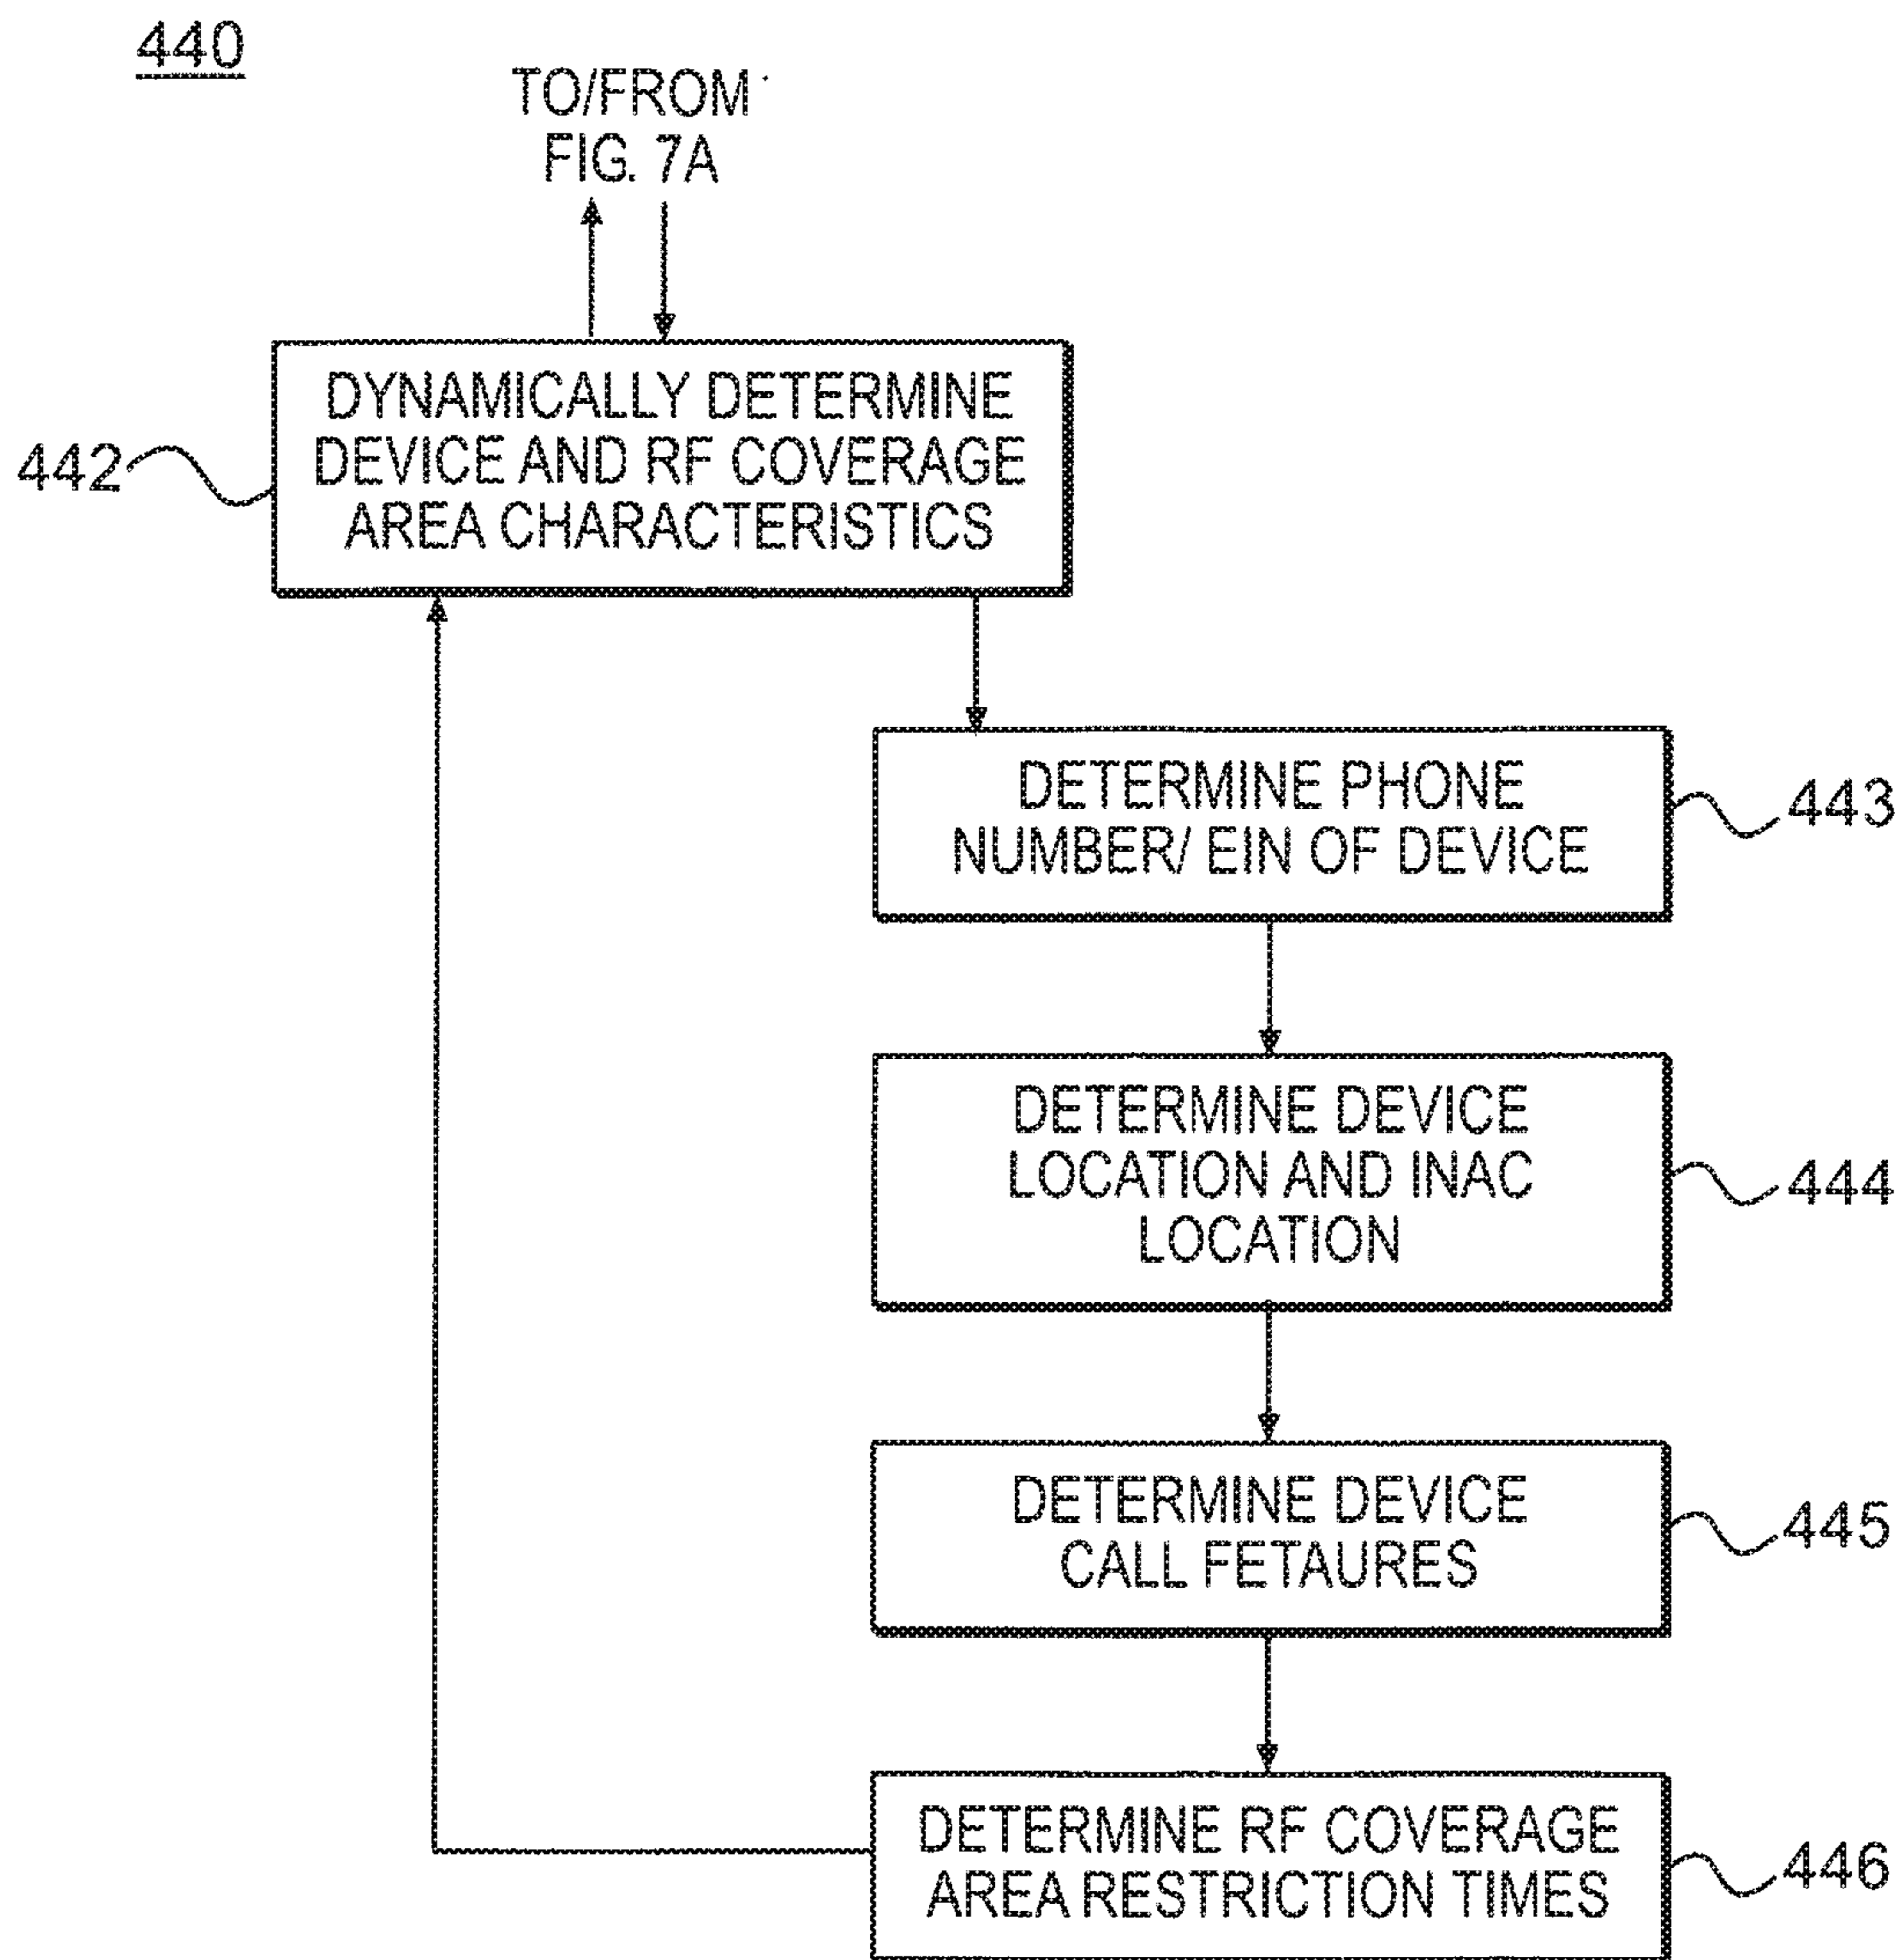 440
TO/FROM
FIG. 7A
DYNAMICALLY DETERMINE
DEVICE AND RF COVERAGE
AREA CHARACTERISTICS
442
DETERMINE PHONE
NUMBER/ EIN OF DEVICE
443
DETERMINE DEVICE
LOCATION AND INAC
LOCATION
444
DETERMINE DEVICE
CALL FETAURES
445
DETERMINE RF COVERAGE
AREA RESTRICTION TIMES
446